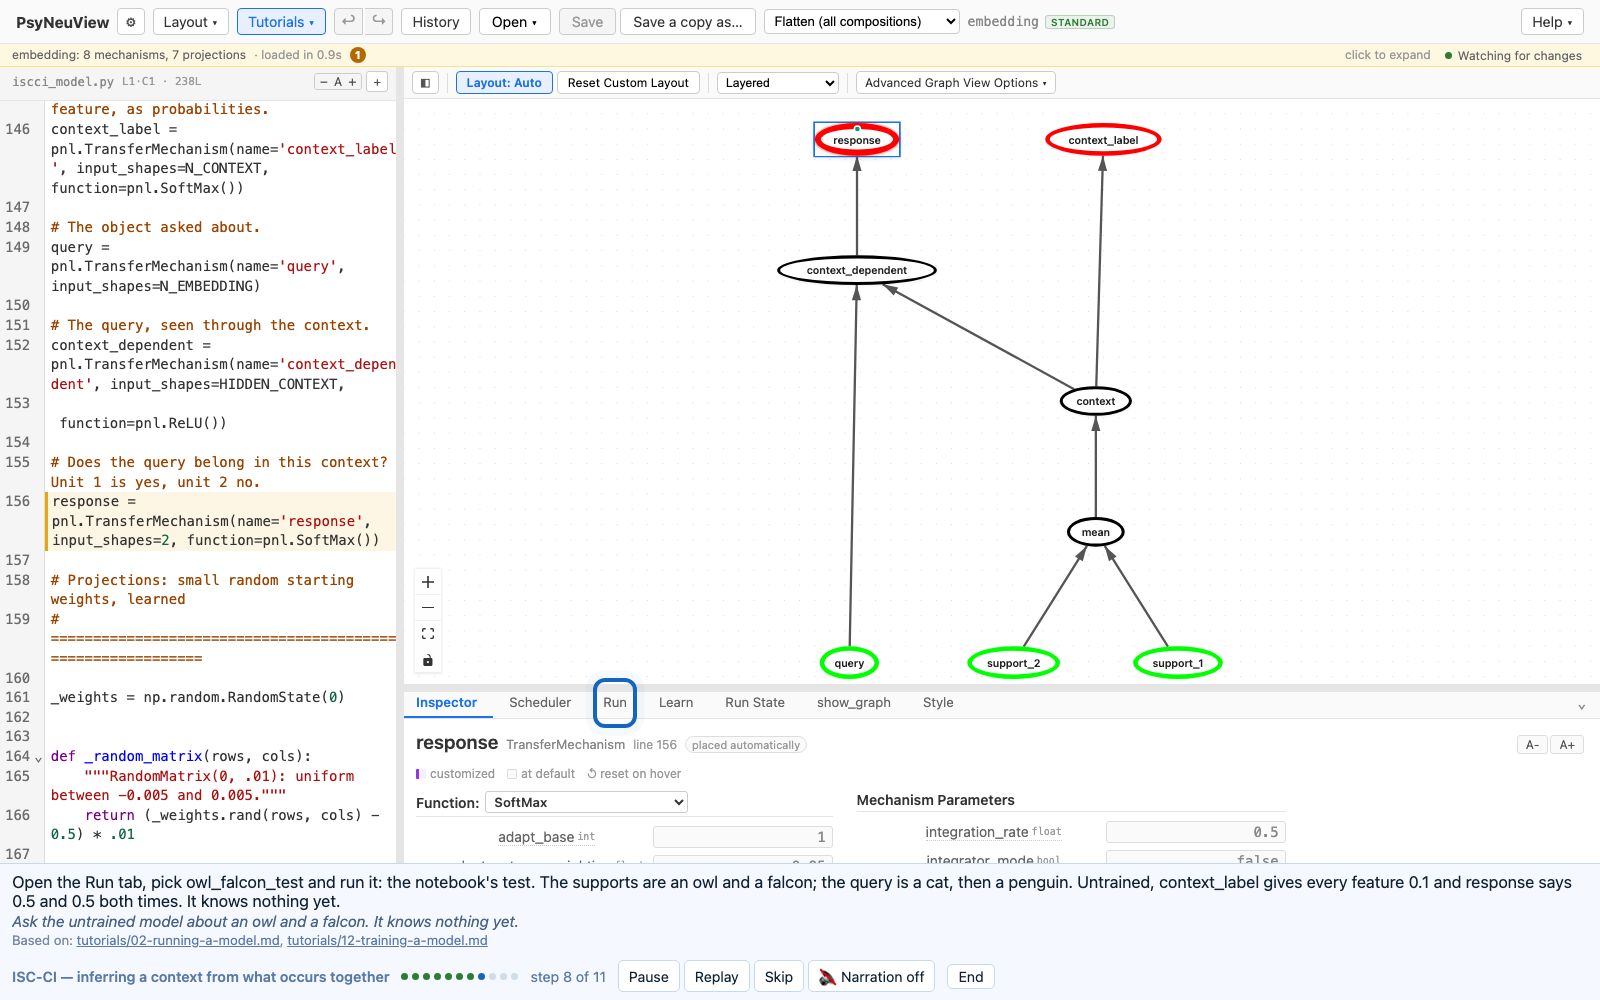 PsyNeuView
Layout ▾
Tutorials ▾
History
Open ▾
Save
Save a copy as...
Flatten (all compositions)
embedding STANDARD
Help ▾
embedding: 8 mechanisms, 7 projections · loaded in 0.9s 1
click to expand
Watching for changes
iscci_model.py L1:C1 · 238L
− A +
+
Layout: Auto
Reset Custom Layout
Layered
Advanced Graph View Options ▾
feature, as probabilities.
146 context_label =
pnl.TransferMechanism(name='context_label
', input_shapes=N_CONTEXT,
function=pnl.SoftMax())
147
148 # The object asked about.
149 query =
pnl.TransferMechanism(name='query',
input_shapes=N_EMBEDDING)
150
151 # The query, seen through the context.
152 context_dependent =
pnl.TransferMechanism(name='context_depen
dent', input_shapes=HIDDEN_CONTEXT,
153
function=pnl.ReLU())
154
155 # Does the query belong in this context?
Unit 1 is yes, unit 2 no.
156 response =
pnl.TransferMechanism(name='response',
input_shapes=2, function=pnl.SoftMax())
157
158 # Projections: small random starting
weights, learned
159 #
=========================================
==================
160
161 _weights = np.random.RandomState(0)
162
163
164 def _random_matrix(rows, cols):
165 """RandomMatrix(0, .01): uniform
between −0.005 and 0.005."""
166 return (_weights.rand(rows, cols) −
0.5) * .01
167
response
context_label
context_dependent
context
mean
query
support_2
support_1
Inspector
Scheduler
Run
Learn
Run State
show_graph
Style
response TransferMechanism line 156 placed automatically
A-
A+
customized
at default
reset on hover
Function: SoftMax
adapt_base int 1
Mechanism Parameters
integration_rate float 0.5
integrator_mode bool false
Open the Run tab, pick owl_falcon_test and run it: the notebook's test. The supports are an owl and a falcon; the query is a cat, then a penguin. Untrained, context_label gives every feature 0.1 and response says
0.5 and 0.5 both times. It knows nothing yet.
Ask the untrained model about an owl and a falcon. It knows nothing yet.
Based on: tutorials/02-running-a-model.md, tutorials/12-training-a-model.md
ISC-CI — inferring a context from what occurs together
step 8 of 11
Pause
Replay
Skip
Narration off
End